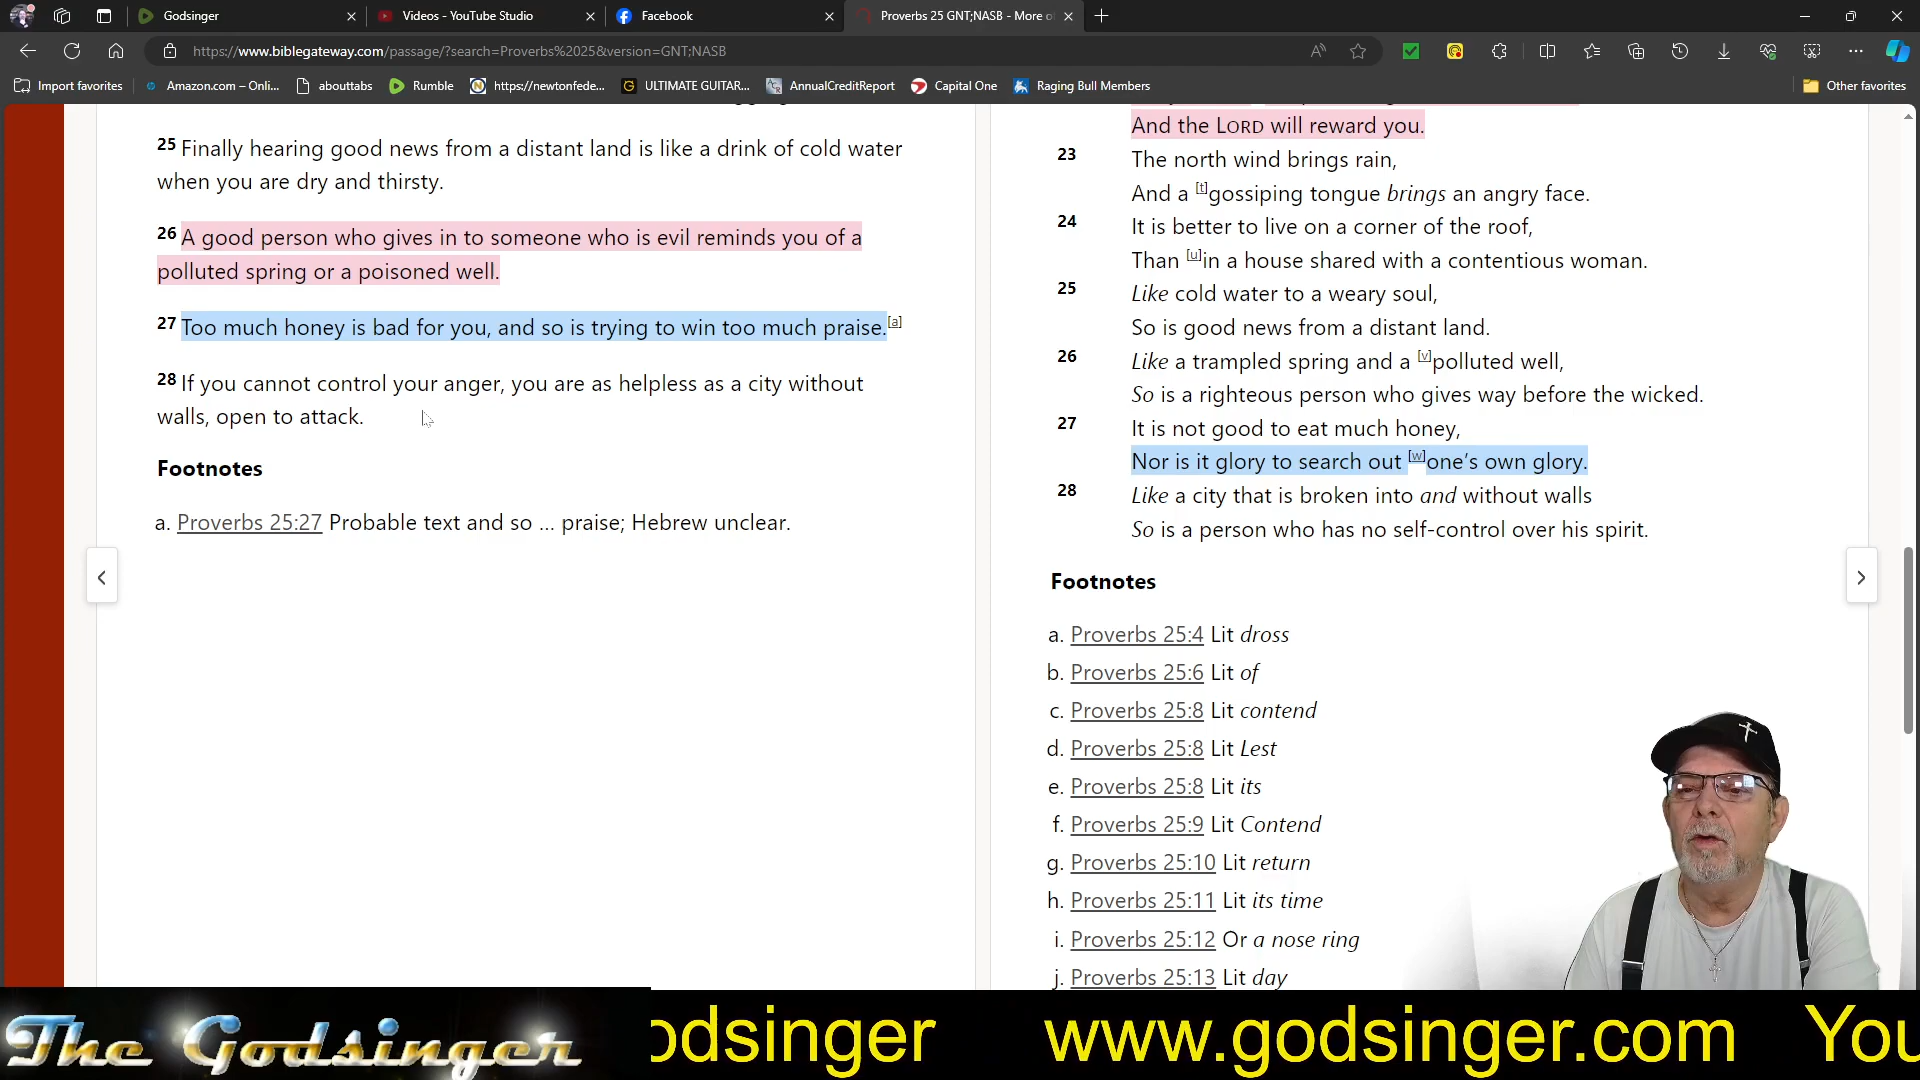 Godsinger
Videos - YouTube Studio
Facebook
Proverbs 25 GNT;NASB - More o
https://www.biblegateway.com/passage/?search=Proverbs%2025&version=GNT;NASB
Import favorites
Amazon.com – Onli...
abouttabs
Rumble
https://newtonfede...
ULTIMATE GUITAR...
AnnualCreditReport
Capital One
Raging Bull Members
Other favorites
25 Finally hearing good news from a distant land is like a drink of cold water
when you are dry and thirsty.
26 A good person who gives in to someone who is evil reminds you of a
polluted spring or a poisoned well.
27 Too much honey is bad for you, and so is trying to win too much praise.[a]
28 If you cannot control your anger, you are as helpless as a city without
walls, open to attack.
Footnotes
a. Proverbs 25:27 Probable text and so ... praise; Hebrew unclear.
And the LORD will reward you.
23 The north wind brings rain,
And a [t]gossiping tongue brings an angry face.
24 It is better to live on a corner of the roof,
Than [u]in a house shared with a contentious woman.
25 Like cold water to a weary soul,
So is good news from a distant land.
26 Like a trampled spring and a [v]polluted well,
So is a righteous person who gives way before the wicked.
27 It is not good to eat much honey,
Nor is it glory to search out [w]one's own glory.
28 Like a city that is broken into and without walls
So is a person who has no self-control over his spirit.
Footnotes
a. Proverbs 25:4 Lit dross
b. Proverbs 25:6 Lit of
c. Proverbs 25:8 Lit contend
d. Proverbs 25:8 Lit Lest
e. Proverbs 25:8 Lit its
f. Proverbs 25:9 Lit Contend
g. Proverbs 25:10 Lit return
h. Proverbs 25:11 Lit its time
i. Proverbs 25:12 Or a nose ring
j. Proverbs 25:13 Lit day
The Godsinger
odsinger www.godsinger.com You